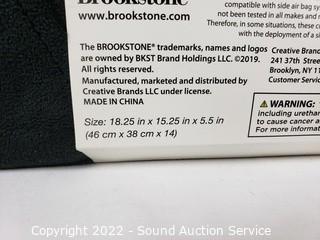 Brookstone
www.brookstone.com
The BROOKSTONE® trademarks, names and logos
are owned by BKST Brand Holdings LLC. ©2019.
All rights reserved.
Manufactured, marketed and distributed by
Creative Brands LLC under license.
MADE IN CHINA
Size: 18.25 in x 15.25 in x 5.5 in
(46 cm x 38 cm x 14)
compatible with side air bag sy
not been tested in all makes and r
Therefore, in some situations, these c
with the deployment of a si
Creative Brand
241 37th Street
Brooklyn, NY 11
Customer Servic
WARNING:
including uretha
to cause cancer a
For more informat
Copyright 2022 - Sound Auction Service